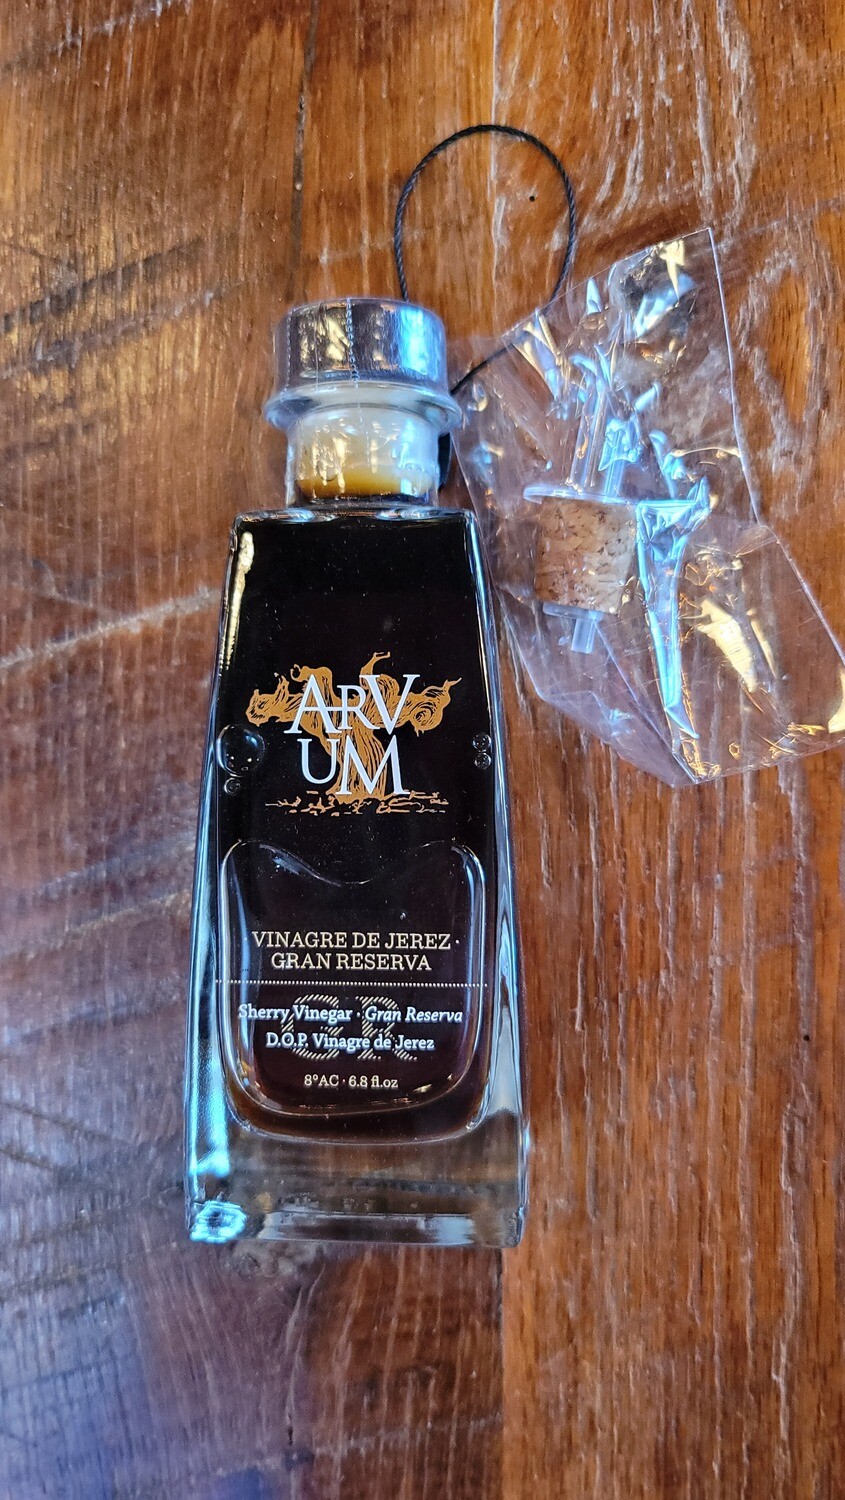 ARV
UM
VINAGRE DE JEREZ ·
GRAN RESERVA
GR
Sherry Vinegar · Gran Reserva
D.O.P. Vinagre de Jerez
8°AC · 6.8 fl.oz